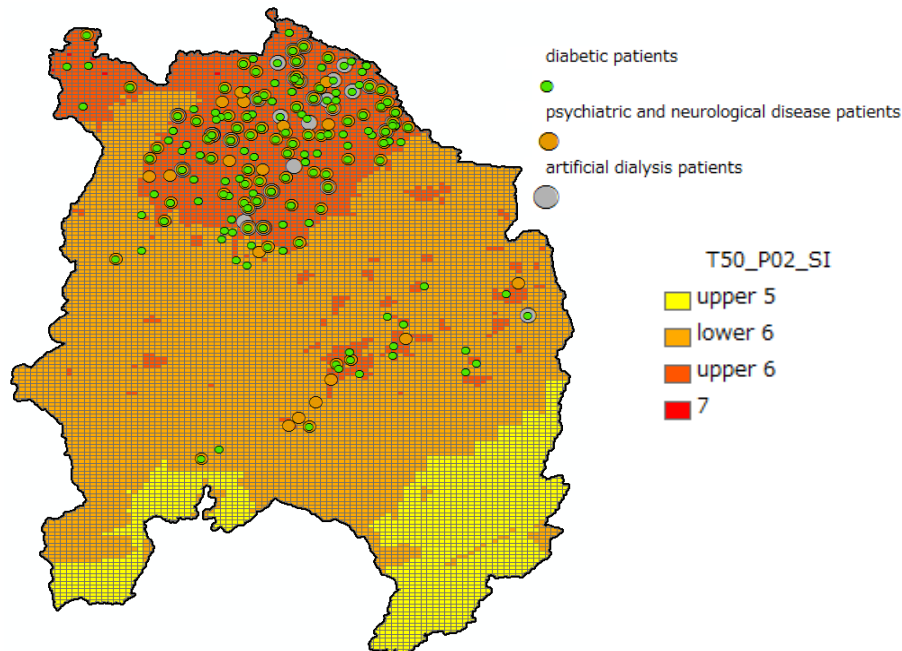 diabetic patients
psychiatric and neurological disease patients
artificial dialysis patients
T50_P02_SI
upper 5
lower 6
upper 6
7